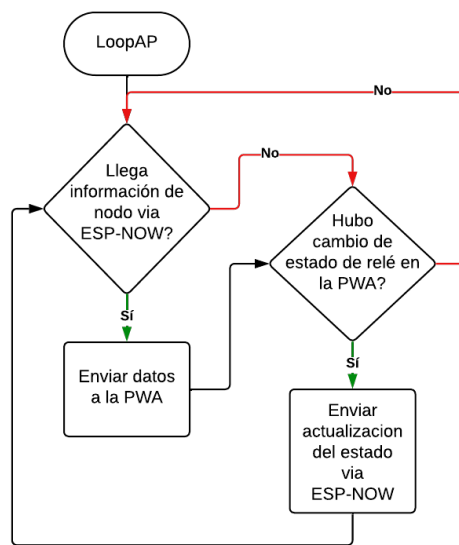 LoopAP
No
Llega
información de
nodo via
ESP-NOW?
No
Hubo
cambio de
estado de relé en
la PWA?
Sí
Enviar datos
a la PWA
Sí
Enviar
actualizacion
del estado
via
ESP-NOW